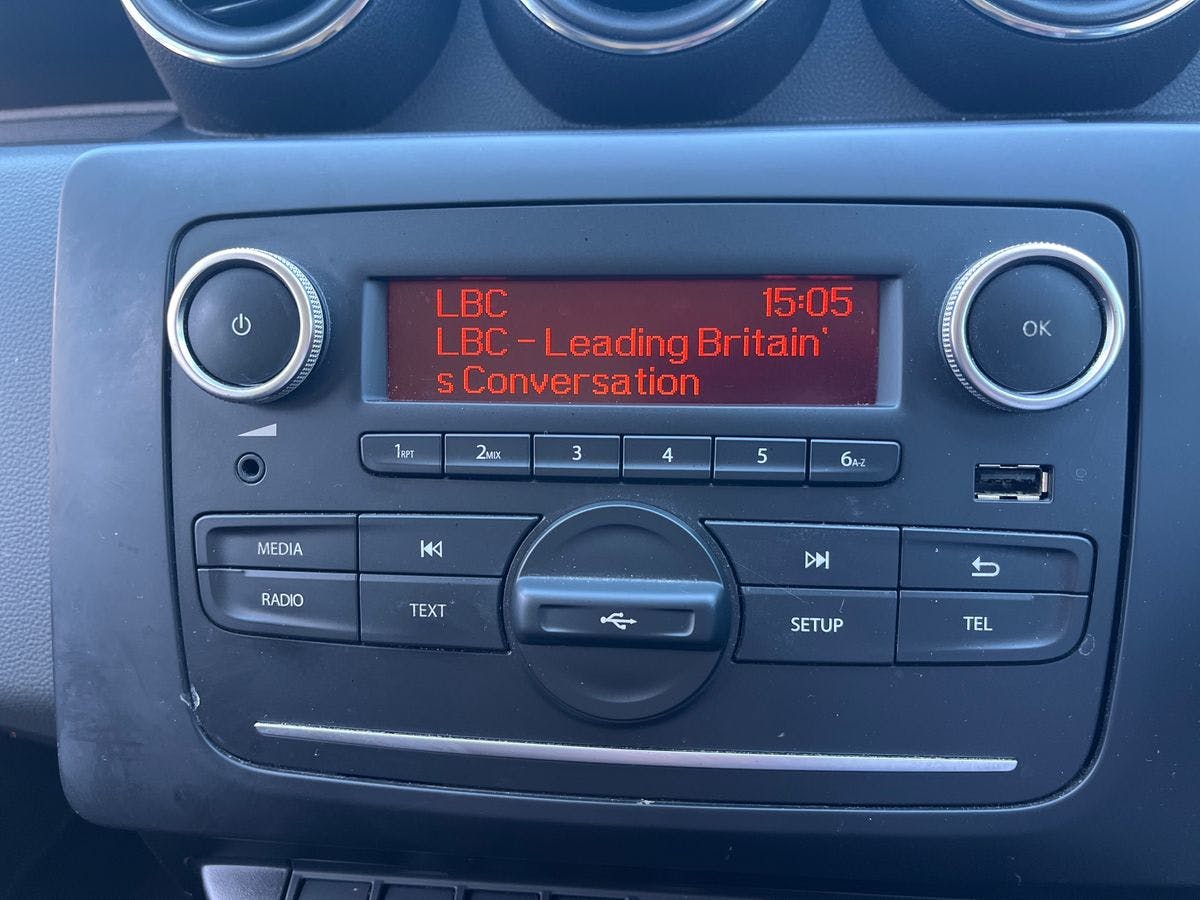 LBC 15:05
LBC - Leading Britain'
s Conversation
OK
1RPT 2MIX 3 4 5 6A-Z
MEDIA
RADIO TEXT
SETUP TEL